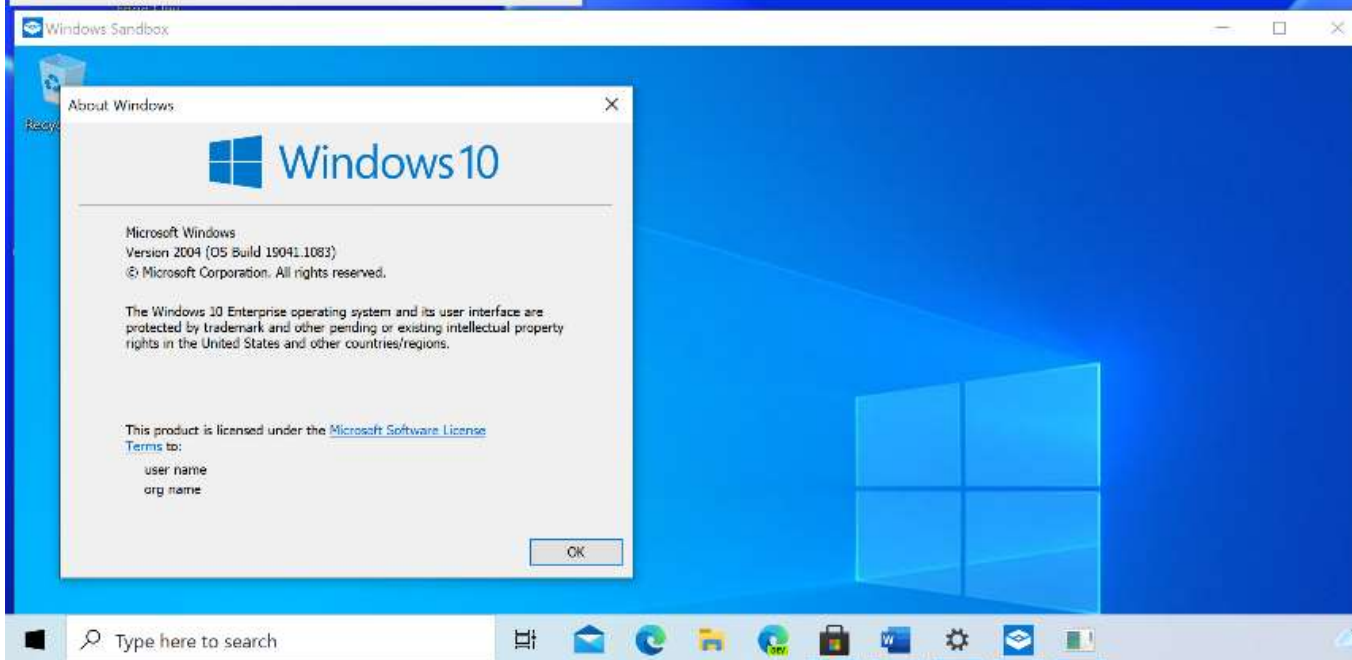 Windows Sandbox
About Windows
Windows 10
Microsoft Windows
Version 2004 (OS Build 19041.1083)
© Microsoft Corporation. All rights reserved.
The Windows 10 Enterprise operating system and its user interface are
protected by trademark and other pending or existing intellectual property
rights in the United States and other countries/regions.
This product is licensed under the Microsoft Software License
Terms to:
user name
org name
OK
Type here to search
DEV
W